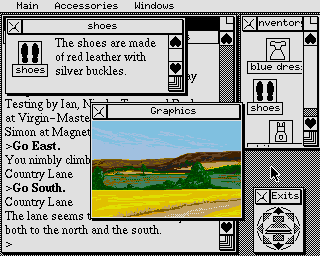 Main Accessories Windows
shoes
The shoes are made
of red leather with
silver buckles.
shoes
nventory
blue dres
shoes
Testing by Ian,
at Virgin-Maste
Simon at Magnet
>Go East.
You nimbly climb
Country Lane
>Go South.
Country Lane
The lane seems t
both to the north and the south.
>
Graphics
Exits